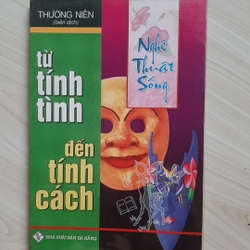 THƯỜNG NIÊN
(biên dịch)
Nghệ
Thuật
Sống
từ
tính
tình
đến
tính
cách
NHÀ XUẤT BẢN ĐÀ NẴNG